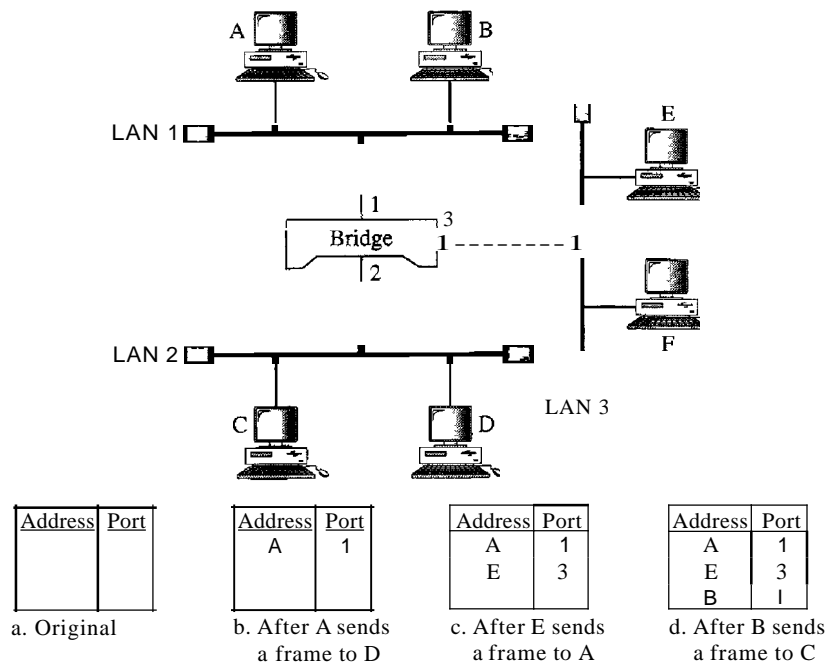 A
B
LAN 1
E
1
3
Bridge
1 – – – – – – – 1
2
F
LAN 2
C
D
LAN 3
Address Port
a. Original
Address Port
A 1
b. After A sends
a frame to D
Address Port
A 1
E 3
c. After E sends
a frame to A
Address Port
A 1
E 3
B I
d. After B sends
a frame to C